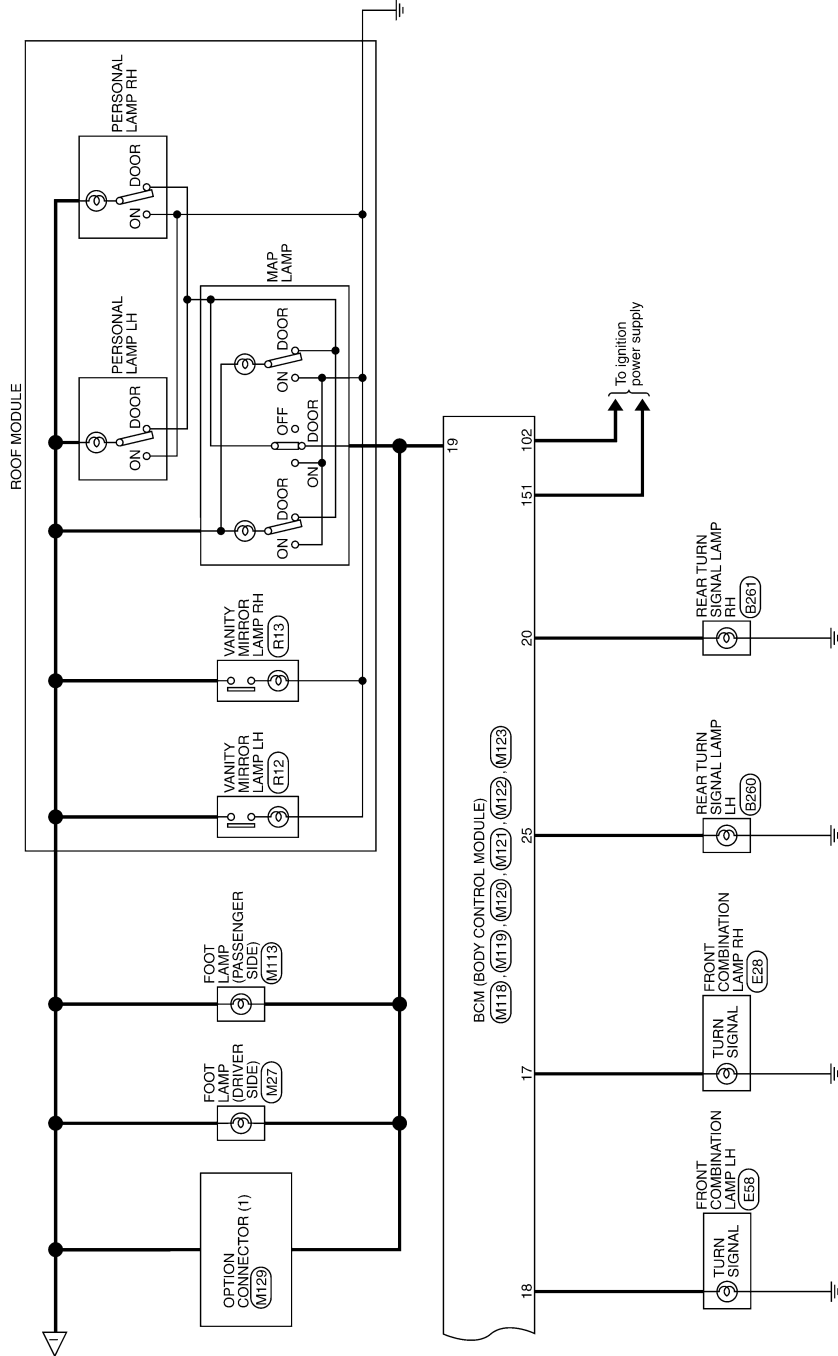 ROOF MODULE
PERSONAL
LAMP LH
DOOR
ON
PERSONAL
LAMP RH
DOOR
ON
VANITY
MIRROR
LAMP LH
R12
VANITY
MIRROR
LAMP RH
R13
MAP
LAMP
DOOR
ON
OFF
DOOR
ON
DOOR
ON
OPTION
CONNECTOR (1)
M129
FOOT
LAMP
(DRIVER
SIDE)
M27
FOOT
LAMP
(PASSENGER
SIDE)
M113
I
19
BCM (BODY CONTROL MODULE)
M118 , M119 , M120 , M121 , M122 , M123
18
17
25
20
151
102
To ignition
power supply
FRONT
COMBINATION
LAMP LH
E58
TURN
SIGNAL
FRONT
COMBINATION
LAMP RH
E28
TURN
SIGNAL
REAR TURN
SIGNAL LAMP
LH
B260
REAR TURN
SIGNAL LAMP
RH
B261